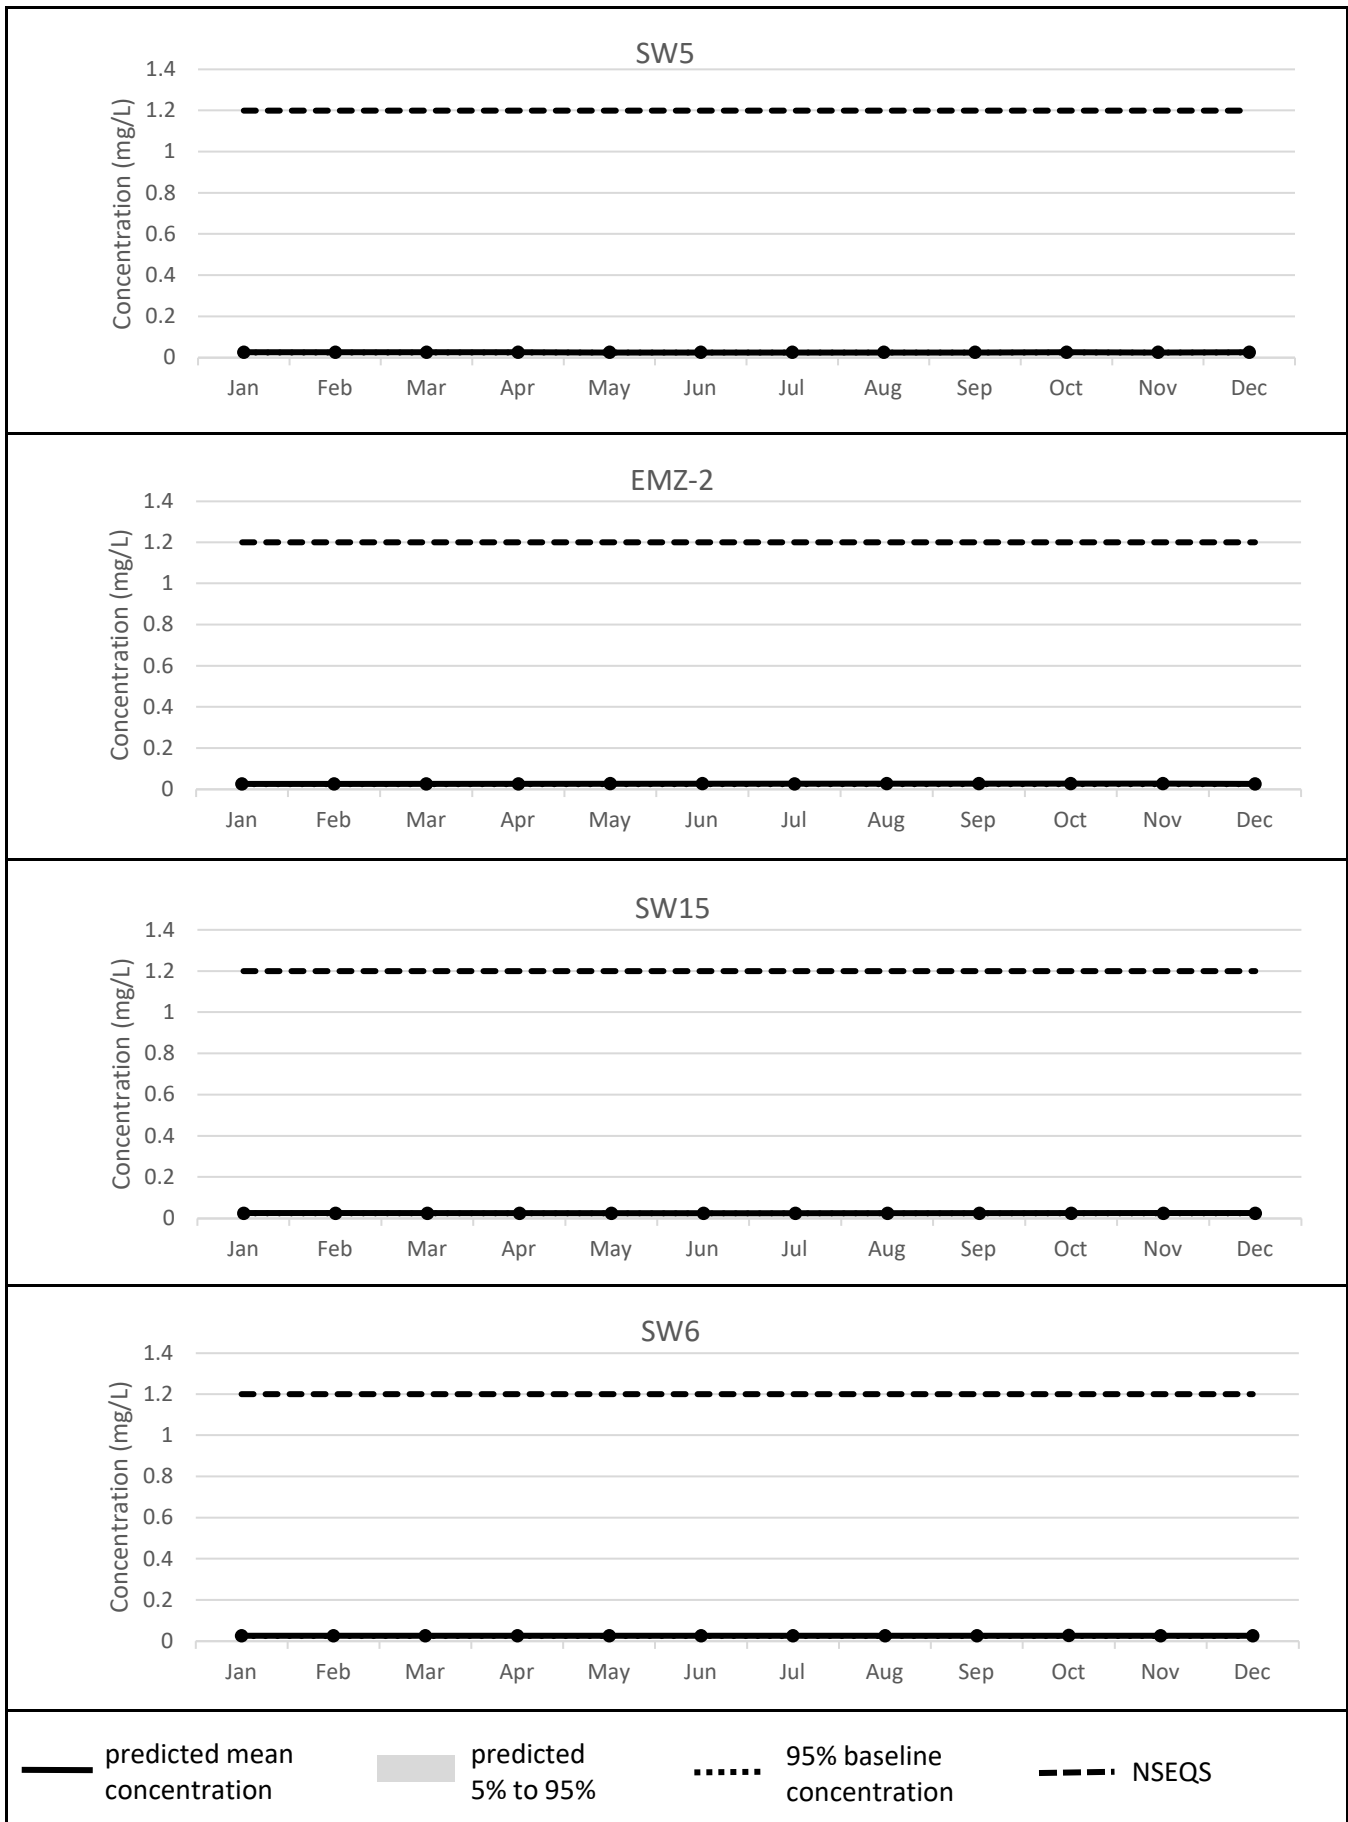 SW5
Concentration (mg/L)
1.4
1.2
1
0.8
0.6
0.4
0.2
0
Jan Feb Mar Apr May Jun Jul Aug Sep Oct Nov Dec
EMZ-2
Concentration (mg/L)
1.4
1.2
1
0.8
0.6
0.4
0.2
0
Jan Feb Mar Apr May Jun Jul Aug Sep Oct Nov Dec
SW15
Concentration (mg/L)
1.4
1.2
1
0.8
0.6
0.4
0.2
0
Jan Feb Mar Apr May Jun Jul Aug Sep Oct Nov Dec
SW6
Concentration (mg/L)
1.4
1.2
1
0.8
0.6
0.4
0.2
0
Jan Feb Mar Apr May Jun Jul Aug Sep Oct Nov Dec
predicted mean
concentration
predicted
5% to 95%
95% baseline
concentration
NSEQS